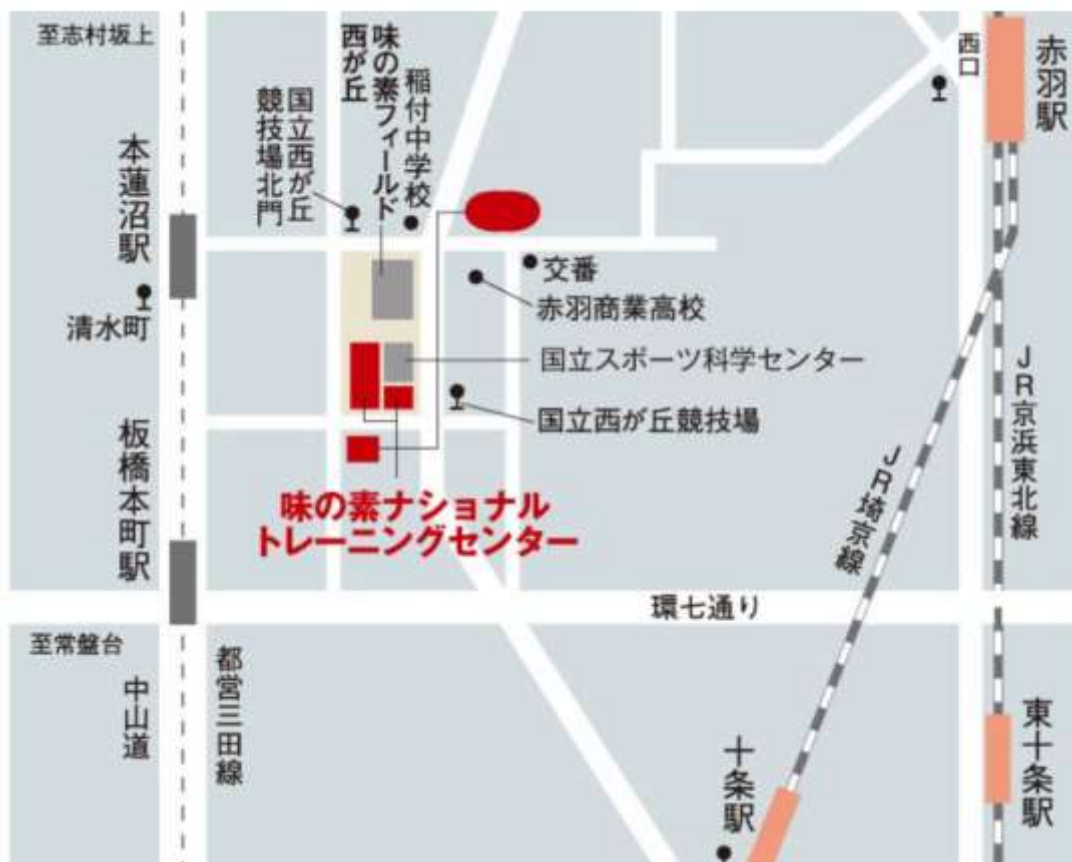 至志村坂上
味の素フィールド
西が丘
稲付中学校
国立西が丘
競技場北門
西口
赤羽駅
本蓮沼駅
清水町
交番
赤羽商業高校
国立スポーツ科学センター
国立西が丘競技場
板橋本町駅
味の素ナショナル
トレーニングセンター
JR京浜東北線
JR埼京線
環七通り
至常盤台
中山道
都営三田線
十条駅
東十条駅